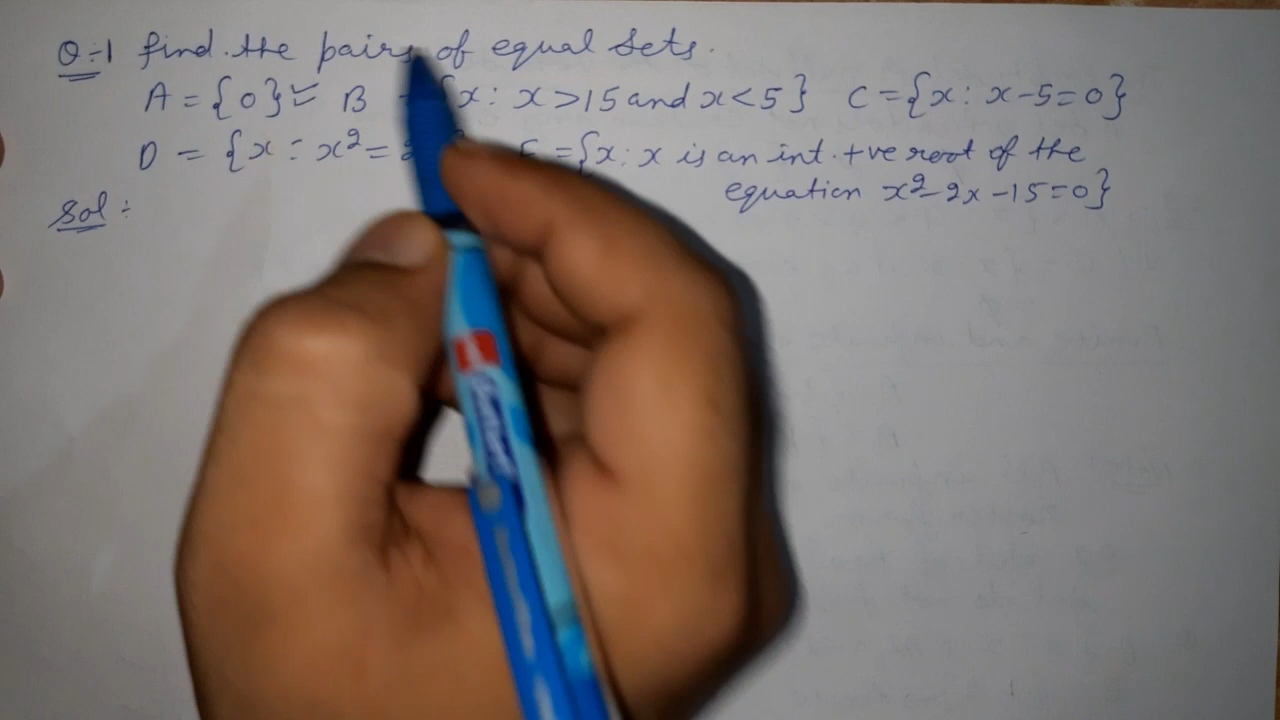 Q:-1 find the pairs of equal Sets.
A = {0} B {x : x>15 and x<5} C = {x : x-5=0}
D = {x : x²= = {x : x is an int. +ve root of the
equation x²-2x-15=0}
Sol :